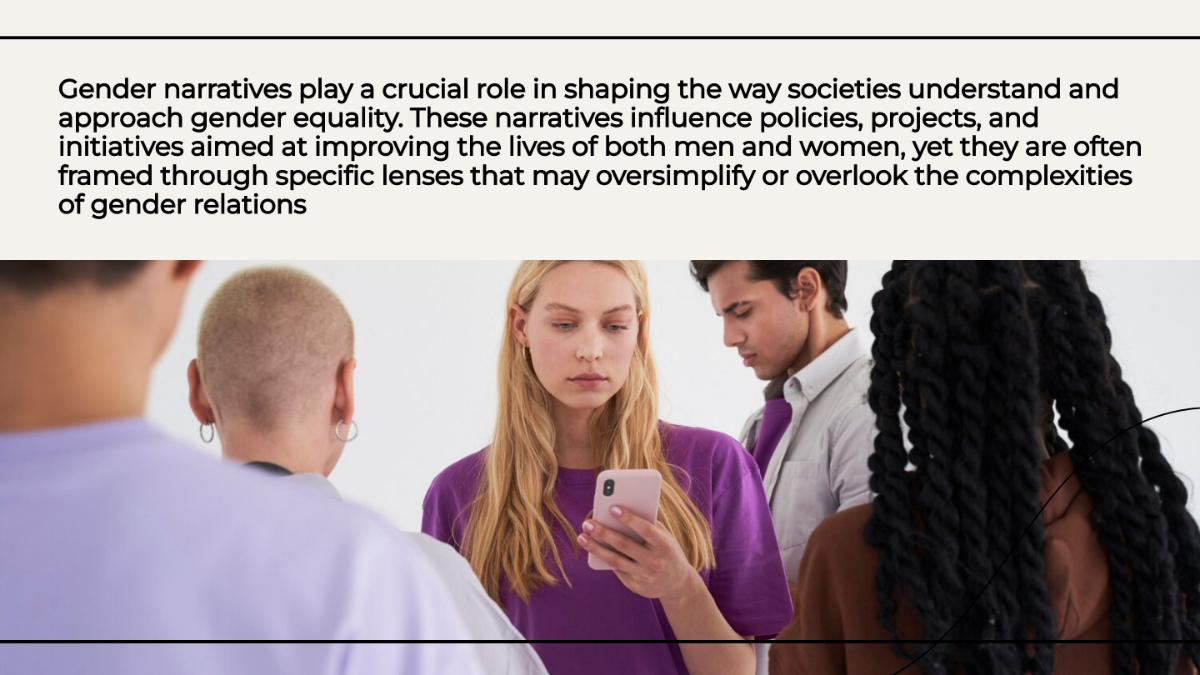 Gender narratives play a crucial role in shaping the way societies understand and
approach gender equality. These narratives influence policies, projects, and
initiatives aimed at improving the lives of both men and women, yet they are often
framed through specific lenses that may oversimplify or overlook the complexities
of gender relations